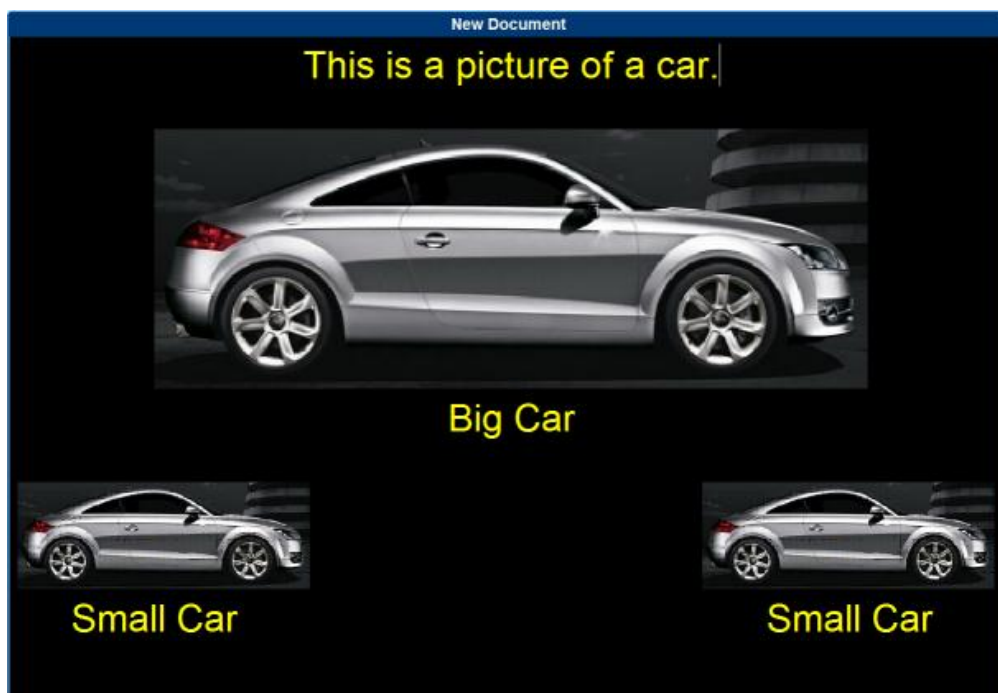 New Document
This is a picture of a car.
Big Car
Small Car
Small Car